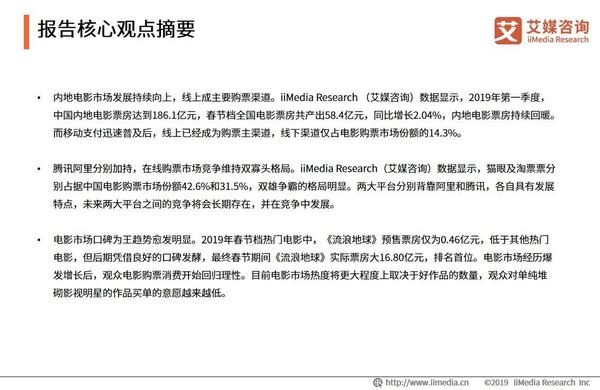 报告核心观点摘要
艾媒咨询
iiMedia Research
• 内地电影市场发展持续向上，线上成主要购票渠道。iiMedia Research （艾媒咨询）数据显示，2019年第一季度，
中国内地电影票房达到186.1亿元，春节档全国电影票房共产出58.4亿元，同比增长2.04%，内地电影票房持续回暖。
而移动支付迅速普及后，线上已经成为购票主渠道，线下渠道仅占电影购票市场份额的14.3%。
• 腾讯阿里分别加持，在线购票市场竞争维持双寡头格局。iiMedia Research（艾媒咨询）数据显示，猫眼及淘票票分
别占据中国电影购票市场份额42.6%和31.5%，双雄争霸的格局明显。两大平台分别背靠阿里和腾讯，各自具有发展
特点，未来两大平台之间的竞争将会长期存在，并在竞争中发展。
• 电影市场口碑为王趋势愈发明显。2019年春节档热门电影中，《流浪地球》预售票房仅为0.46亿元，低于其他热门
电影，但后期凭借良好的口碑发酵，最终春节期间《流浪地球》实际票房大16.80亿元，排名首位。电影市场经历爆
发增长后，观众电影购票消费开始回归理性。目前电影市场热度将更大程度上取决于好作品的数量，观众对单纯堆
砌影视明星的作品买单的意愿越来越低。
http://www.iimedia.cn ©2019 iiMedia Research Inc